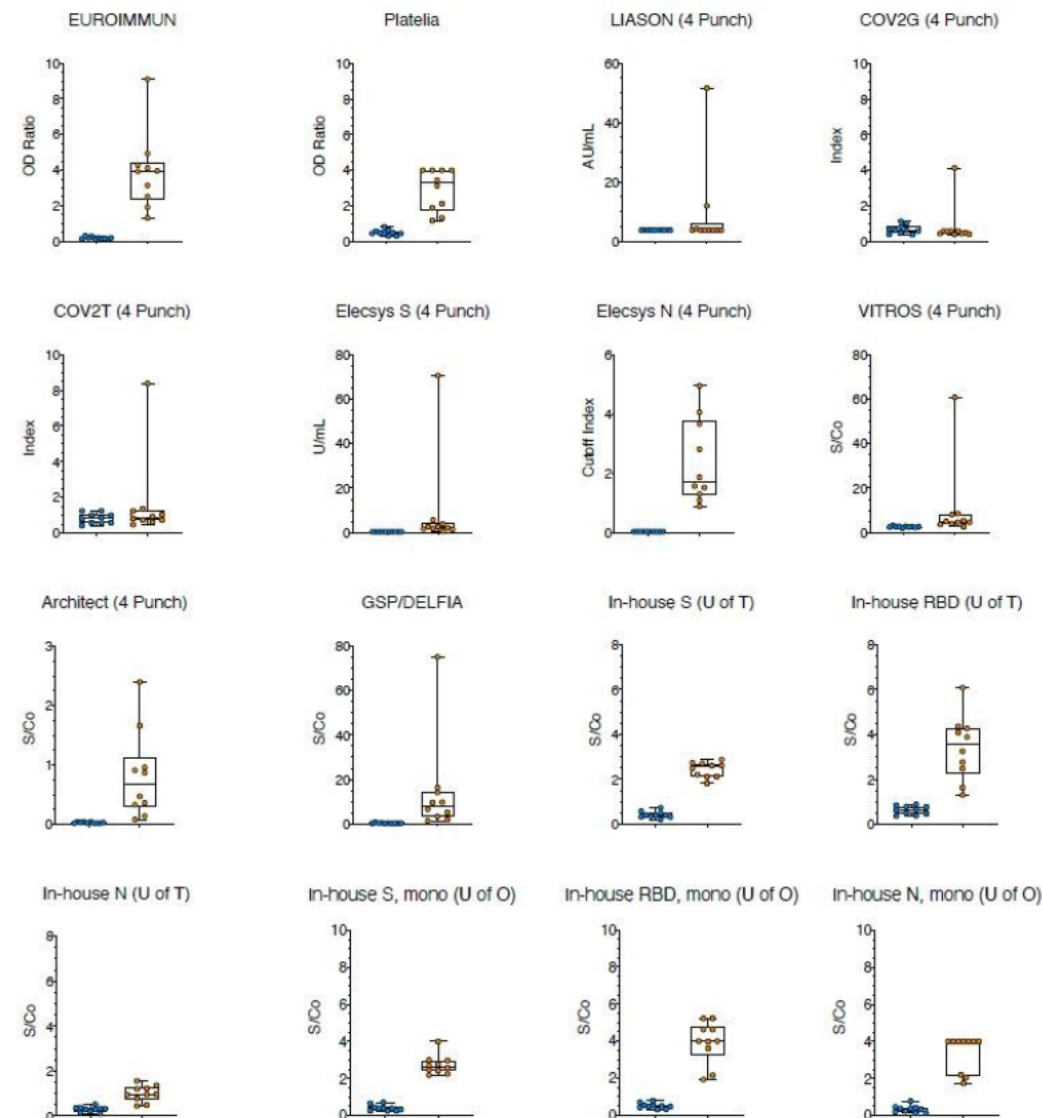 EUROIMMUN
Platelia
LIASON (4 Punch)
COV2G (4 Punch)
OD Ratio
10
8
6
4
2
0
OD Ratio
10
8
6
4
2
0
AU/mL
60
40
20
0
Index
10
8
6
4
2
0
COV2T (4 Punch)
Elecsys S (4 Punch)
Elecsys N (4 Punch)
VITROS (4 Punch)
Index
10
8
6
4
2
0
U/mL
80
60
40
20
0
Cutoff Index
6
4
2
0
S/Co
80
60
40
20
0
Architect (4 Punch)
GSP/DELFIA
In-house S (U of T)
In-house RBD (U of T)
S/Co
3
2
1
0
S/Co
80
60
40
20
0
S/Co
8
6
4
2
0
S/Co
8
6
4
2
0
In-house N (U of T)
In-house S, mono (U of O)
In-house RBD, mono (U of O)
In-house N, mono (U of O)
S/Co
8
6
4
2
0
S/Co
10
8
6
4
2
0
S/Co
10
8
6
4
2
0
S/Co
10
8
6
4
2
0